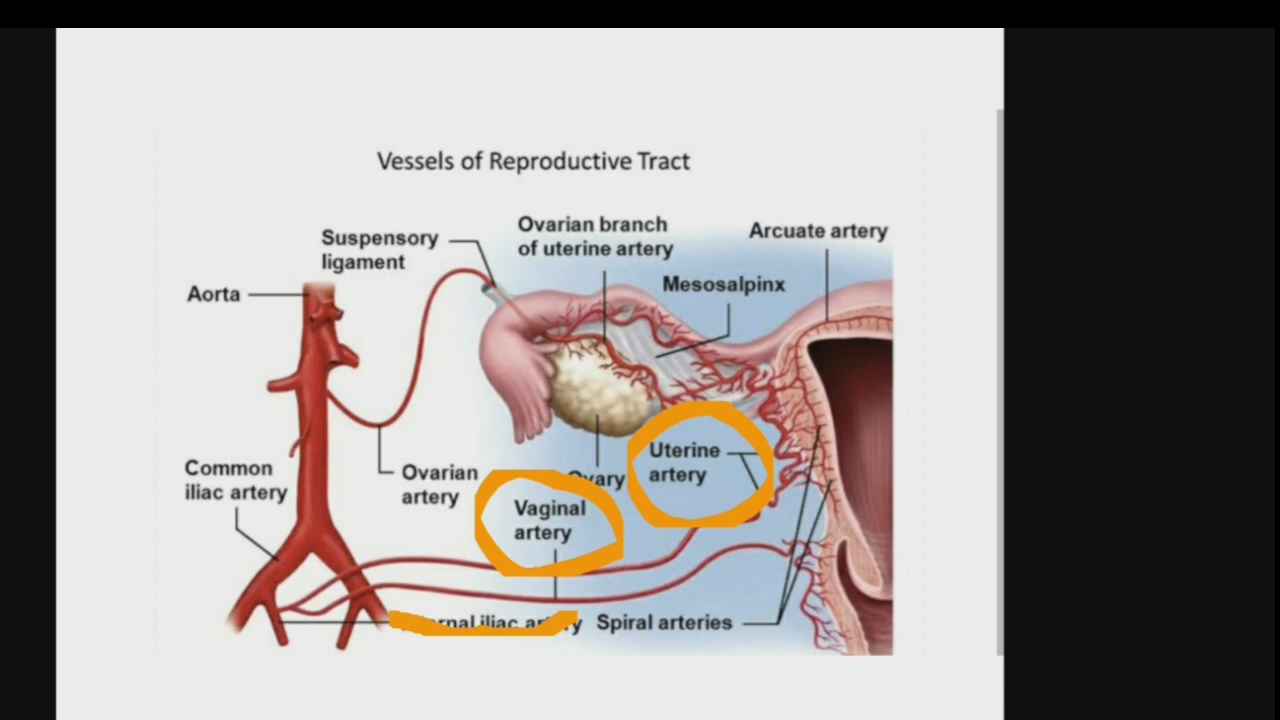 Vessels of Reproductive Tract
Ovarian branch
of uterine artery
Arcuate artery
Suspensory
ligament
Mesosalpinx
Aorta
Uterine
artery
Common
iliac artery
Ovarian
artery
Vaginal
artery
iliac
Spiral arteries